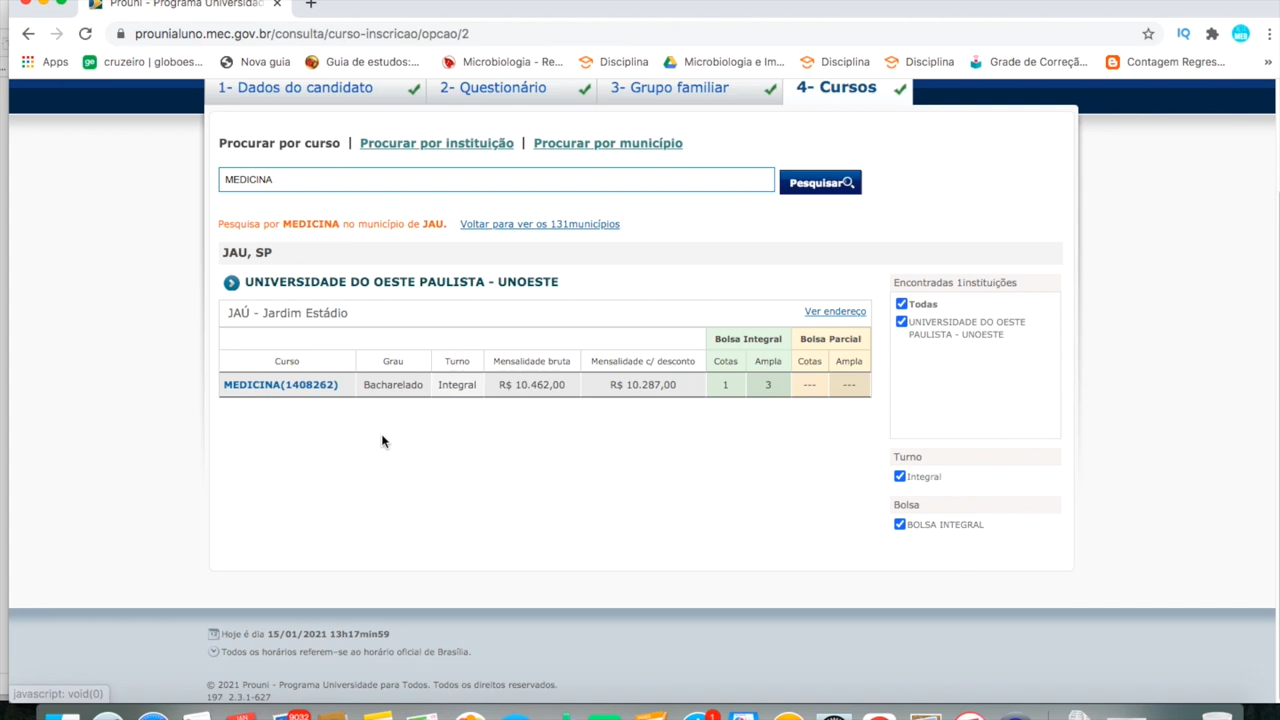 Prouni - Programa Universidad
prounialuno.mec.gov.br/consulta/curso-inscricao/opcao/2
IQ
Apps cruzeiro | globoes... Nova guia Guia de estudos:... Microbiologia - Re... Disciplina Microbiologia e Im... Disciplina Disciplina Grade de Correçã... Contagem Regres... »
1- Dados do candidato 2- Questionário 3- Grupo familiar 4- Cursos
Procurar por curso | Procurar por instituição | Procurar por município
MEDICINA Pesquisar
Pesquisa por MEDICINA no município de JAU. Voltar para ver os 131municípios
JAU, SP
UNIVERSIDADE DO OESTE PAULISTA - UNOESTE
JAÚ - Jardim Estádio Ver endereço
Bolsa Integral Bolsa Parcial
Curso Grau Turno Mensalidade bruta Mensalidade c/ desconto Cotas Ampla Cotas Ampla
MEDICINA(1408262) Bacharelado Integral R$ 10.462,00 R$ 10.287,00 1 3 --- ---
Encontradas 1instituições
Todas
UNIVERSIDADE DO OESTE
PAULISTA - UNOESTE
Turno
Integral
Bolsa
BOLSA INTEGRAL
Hoje é dia 15/01/2021 13h17min59
Todos os horários referem-se ao horário oficial de Brasília.
© 2021 Prouni - Programa Universidade para Todos. Todos os direitos reservados.
197 2.3.1-627
javascript: void(0)
9032
1